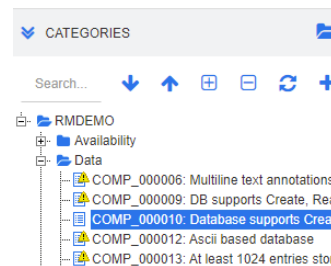 CATEGORIES
Search...
RMDEMO
Availability
Data
COMP_000006: Multiline text annotations
COMP_000009: DB supports Create, Rea
COMP_000010: Database supports Crea
COMP_000012: Ascii based database
COMP_000013: At least 1024 entries sto